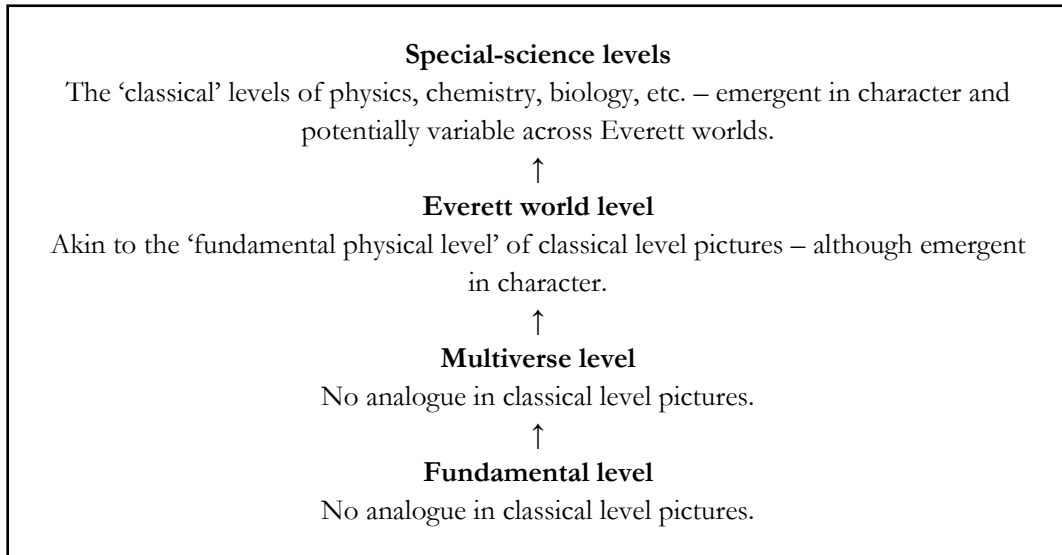 Special-science levels
The ‘classical’ levels of physics, chemistry, biology, etc. – emergent in character and
potentially variable across Everett worlds.
↑
Everett world level
Akin to the ‘fundamental physical level’ of classical level pictures – although emergent
in character.
↑
Multiverse level
No analogue in classical level pictures.
↑
Fundamental level
No analogue in classical level pictures.